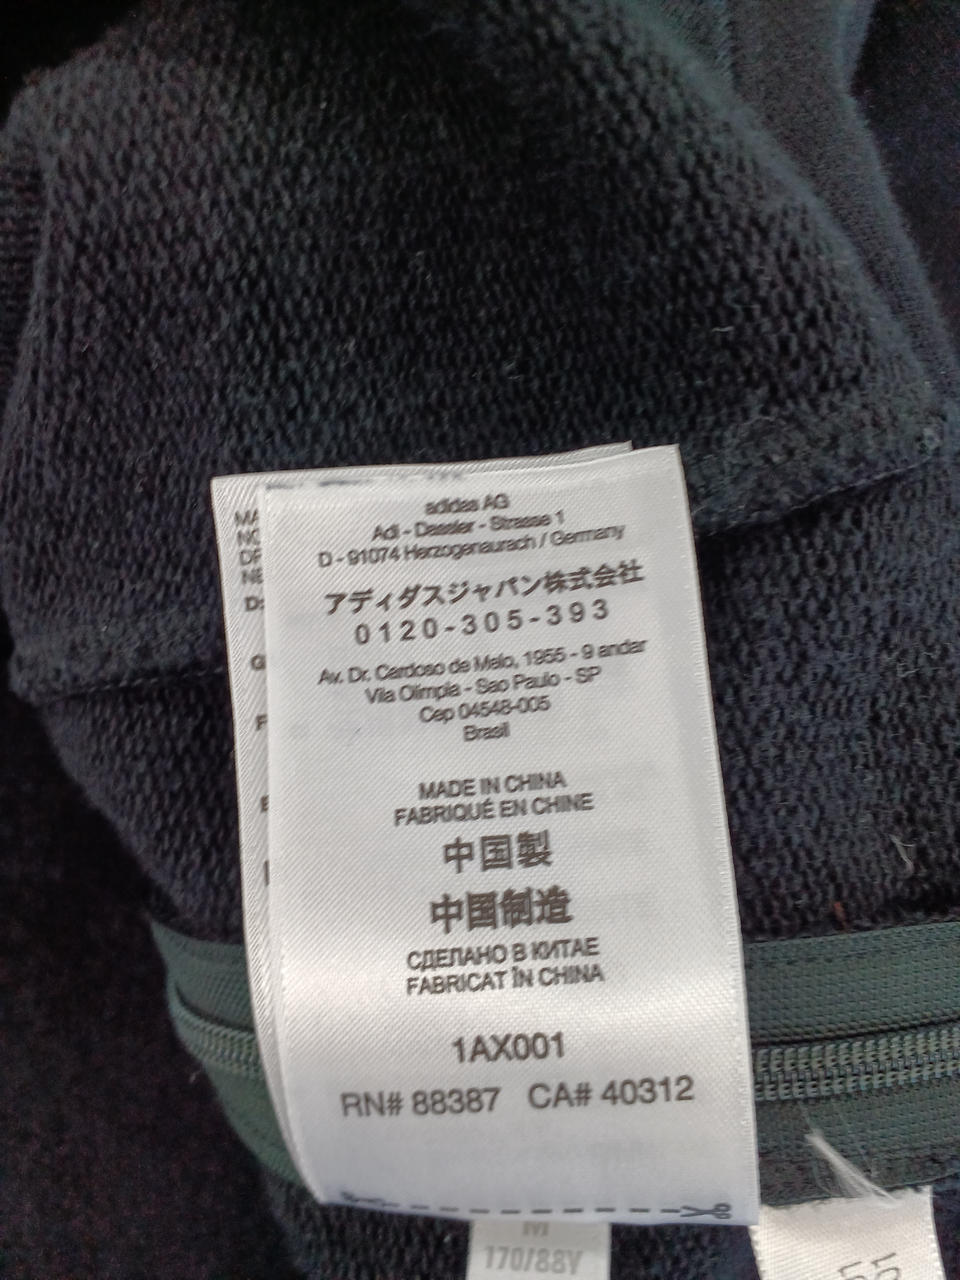 adidas AG
Adi - Dassler - Strasse 1
D - 91074 Herzogenaurach / Germany
アディダスジャパン株式会社
0120-305-393
Av. Dr. Cardoso de Melo, 1955 - 9 andar
Vila Olímpia - Sao Paulo - SP
Cep 04548-005
Brasil
MADE IN CHINA
FABRIQUÉ EN CHINE
中国製
中国制造
СДЕЛАНО В КИТАЕ
FABRICAT ÎN CHINA
1AX001
RN# 88387 CA# 40312
M
170/88Y